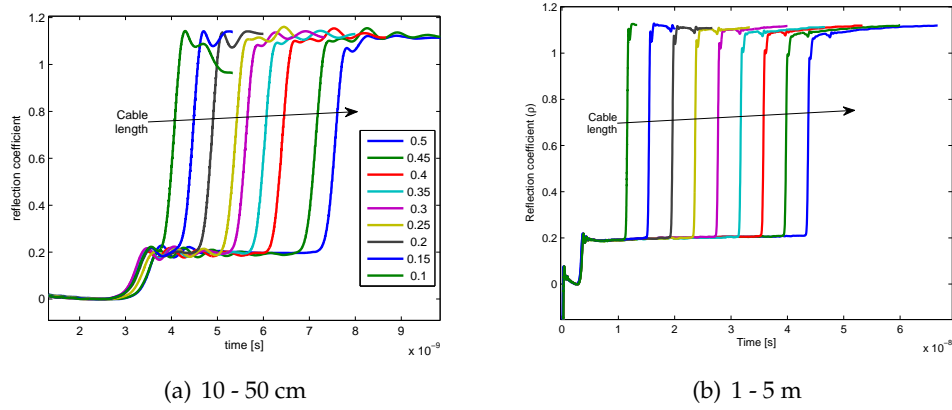 1.2
1
0.8
0.6
0.4
0.2
0
reflection coefficient
Cable
length
0.5
0.45
0.4
0.35
0.3
0.25
0.2
0.15
0.1
2 3 4 5 6 7 8 9
time [s]
x 10⁻⁹
(a) 10 - 50 cm
1.2
1.0
0.8
0.6
0.4
0.2
0
Reflection coefficient (ρ)
Cable
length
0 1 2 3 4 5 6
Time [s]
x 10⁻⁸
(b) 1 - 5 m